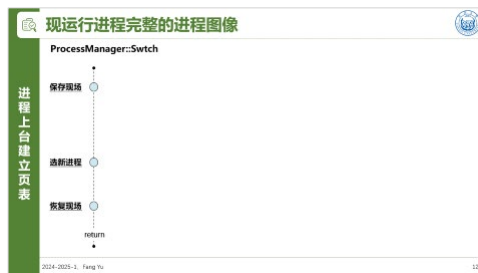 现运行进程完整的进程图像
ProcessManager::Swtch
进程上台建立页表
保存现场
选新进程
恢复现场
return
2024-2025-1, Fang Yu
12